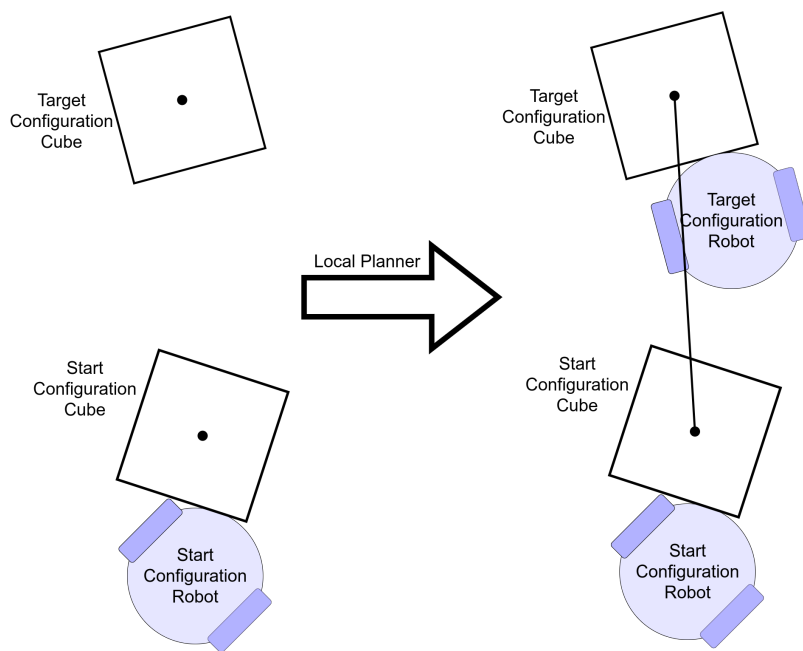 Target
Configuration
Cube
Start
Configuration
Cube
Start
Configuration
Robot
Local Planner
Target
Configuration
Cube
Target
Configuration
Robot
Start
Configuration
Cube
Start
Configuration
Robot